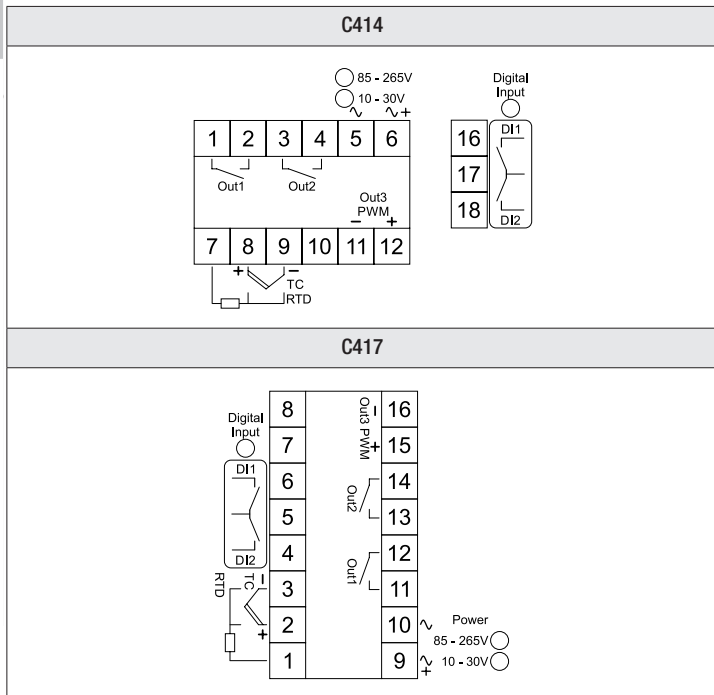 C414
85 - 265V
10 - 30V
∿ ∿+
1 2 3 4 5 6
Out1 Out2
Out3
PWM
− +
7 8 9 10 11 12
+ −
TC
RTD
Digital
Input
DI1
16
17
18
DI2
C417
8
7
6
5
4
3
2
1
Digital
Input
DI1
DI2
RTD
TC
−
+
16
15
14
13
12
11
10
9
Out3 PWM
− +
Out2
Out1
∿ Power
85 - 265V
∿ 10 - 30V
+